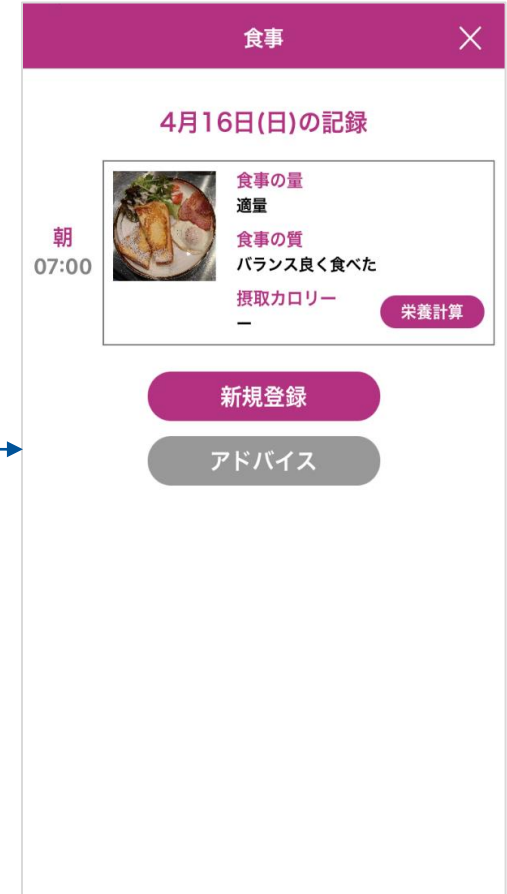 食事
4月16日(日)の記録
朝
07:00
食事の量
適量
食事の質
バランス良く食べた
摂取カロリー
ー
栄養計算
新規登録
アドバイス